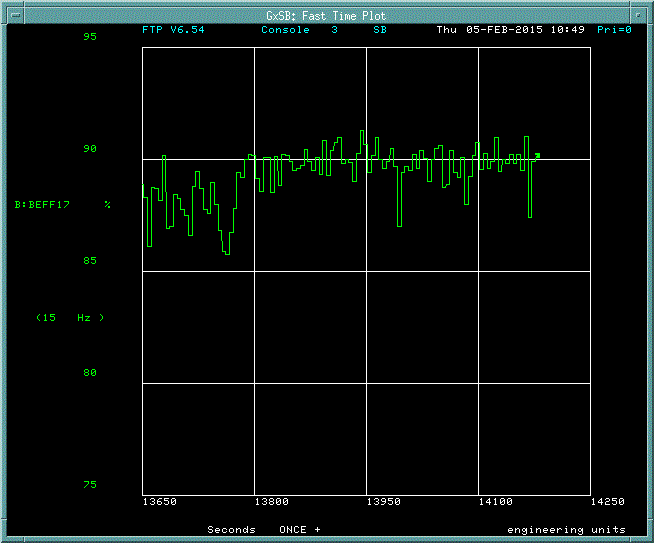 GxSB: Fast Time Plot
FTP V6.54 Console 3 SB Thu 05-FEB-2015 10:49 Pri=0
95
90
B:BEFF17 %
85
(15 Hz )
80
75
13650 13800 13950 14100 14250
Seconds ONCE + engineering units